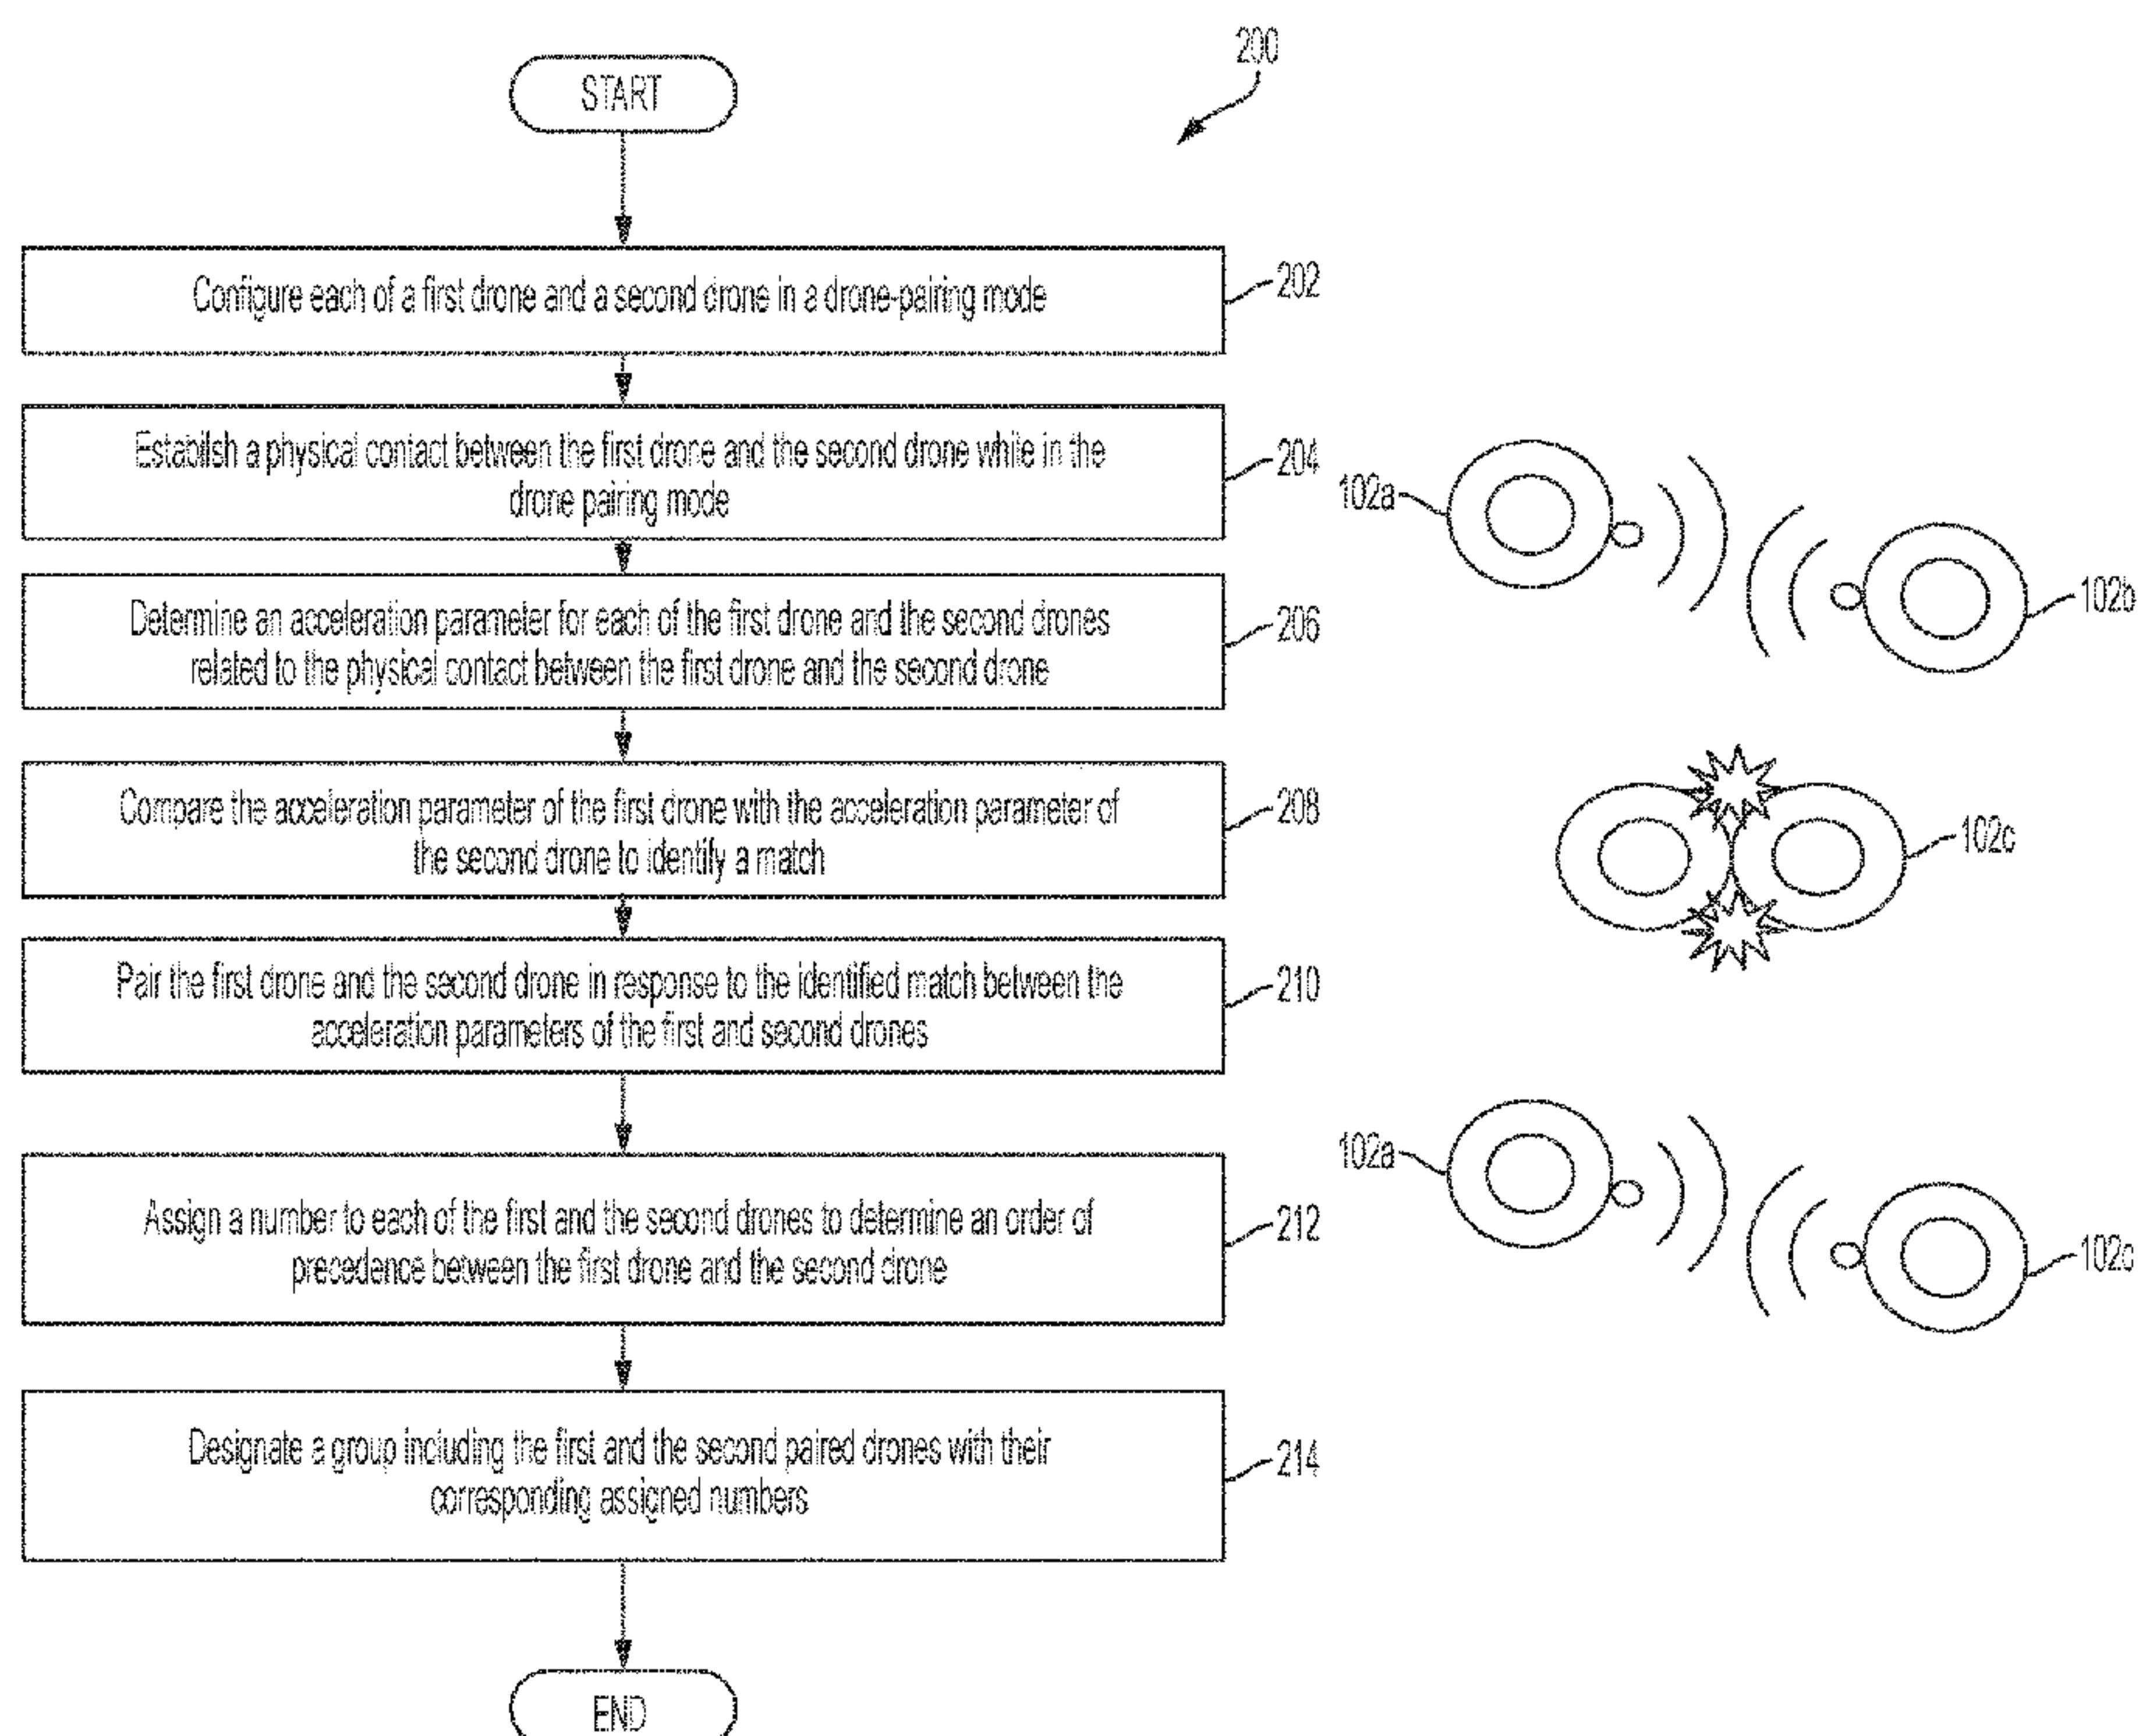 200
START
Configure each of a first drone and a second drone in a drone-pairing mode
202
Establish a physical contact between the first drone and the second drone while in the
drone pairing mode
204
102a
102b
Determine an acceleration parameter for each of the first drone and the second drones
related to the physical contact between the first drone and the second drone
206
Compare the acceleration parameter of the first drone with the acceleration parameter of
the second drone to identify a match
208
102c
Pair the first drone and the second drone in response to the identified match between the
acceleration parameters of the first and second drones
210
Assign a number to each of the first and the second drones to determine an order of
precedence between the first drone and the second drone
212
102a
102c
Designate a group including the first and the second paired drones with their
corresponding assigned numbers
214
END